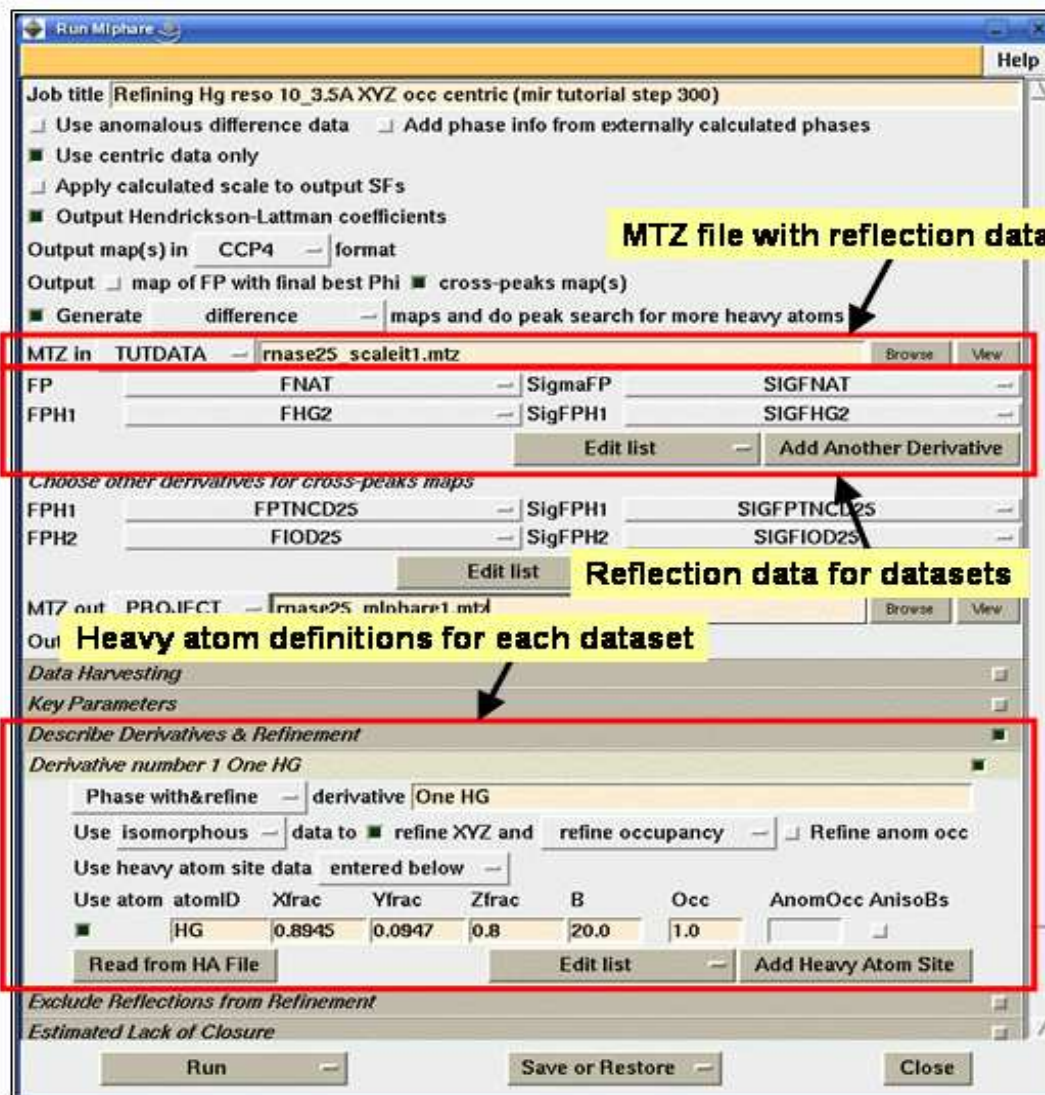 Run Mlphare
Help
Job title Refining Hg reso 10_3.5A XYZ occ centric (mir tutorial step 300)
Use anomalous difference data Add phase info from externally calculated phases
Use centric data only
Apply calculated scale to output SFs
Output Hendrickson-Lattman coefficients
MTZ file with reflection data
Output map(s) in CCP4 format
Output map of FP with final best Phi cross-peaks map(s)
Generate difference maps and do peak search for more heavy atoms
MTZ in TUTDATA rnase25_scaleit1.mtz Browse View
FP FNAT SigmaFP SIGFNAT
FPH1 FHG2 SigFPH1 SIGFHG2
Edit list Add Another Derivative
Choose other derivatives for cross-peaks maps
FPH1 FPTNCD25 SigFPH1 SIGFPTNCD25
FPH2 FIOD25 SigFPH2 SIGFIOD25
Edit list
Reflection data for datasets
MTZ out PROJECT rnase25_mlphare1.mtz Browse View
Out
Heavy atom definitions for each dataset
Data Harvesting
Key Parameters
Describe Derivatives & Refinement
Derivative number 1 One HG
Phase with&refine derivative One HG
Use isomorphous data to refine XYZ and refine occupancy Refine anom occ
Use heavy atom site data entered below
Use atom atomID Xfrac Yfrac Zfrac B Occ AnomOcc AnisoBs
HG 0.8945 0.0947 0.8 20.0 1.0
Read from HA File Edit list Add Heavy Atom Site
Exclude Reflections from Refinement
Estimated Lack of Closure
Run Save or Restore Close